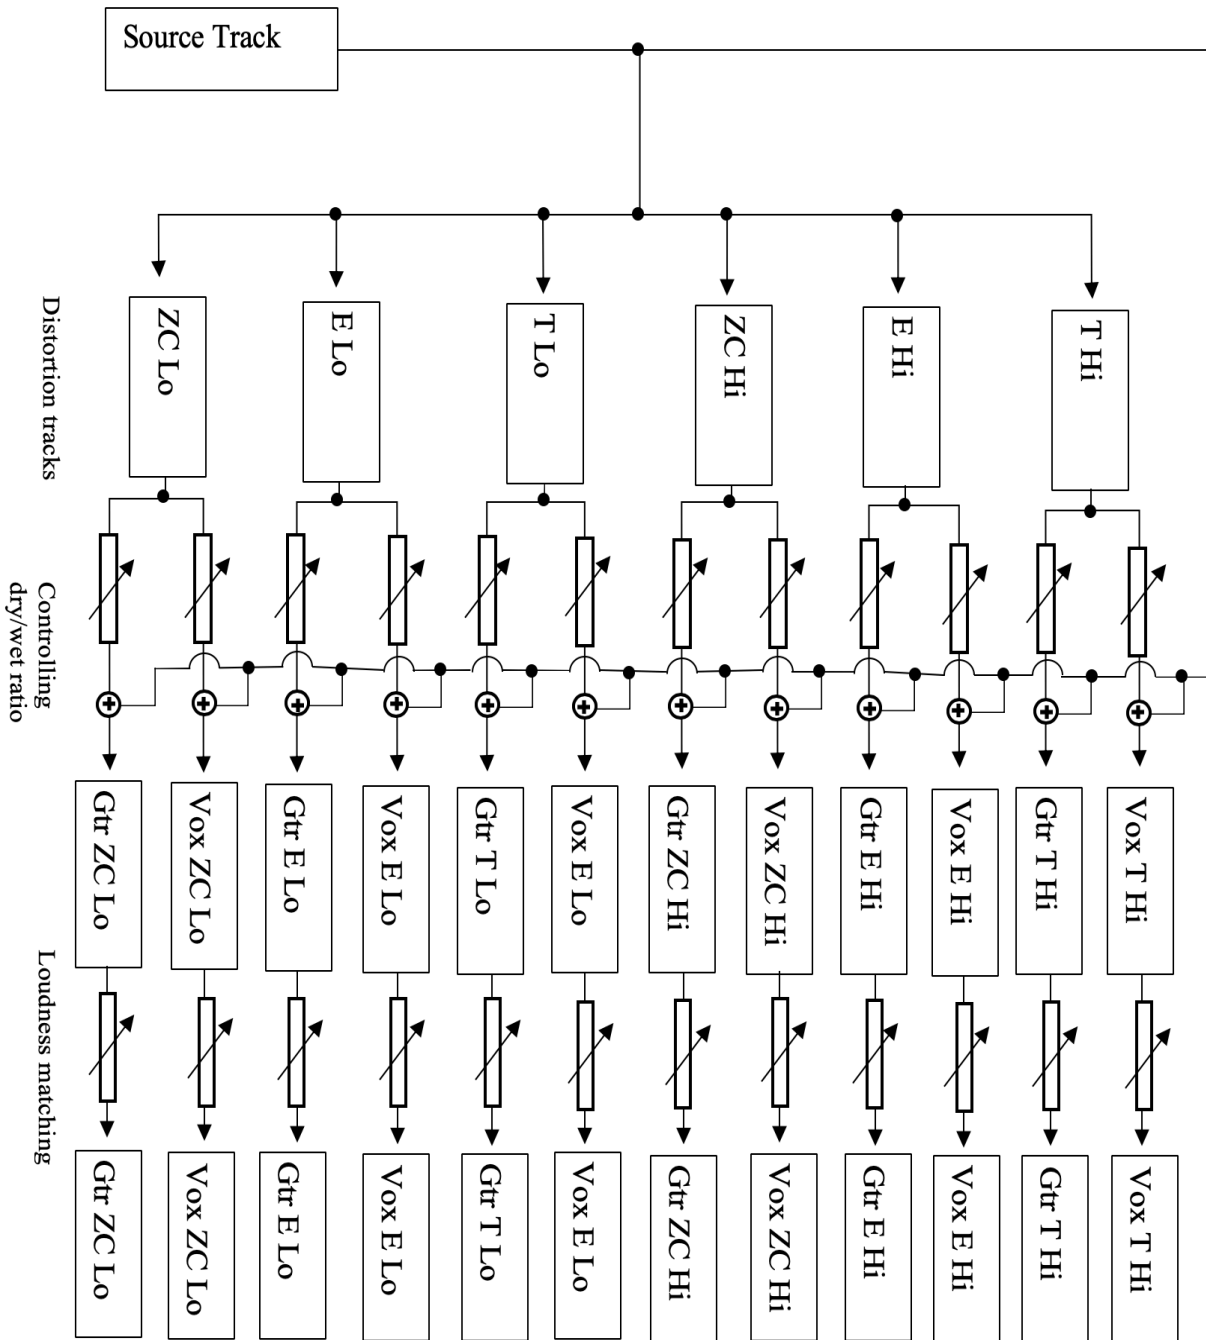 Source Track
Distortion tracks
ZC Lo
E Lo
T Lo
ZC Hi
E Hi
T Hi
Controlling
dry/wet ratio
Gtr ZC Lo
Vox ZC Lo
Gtr E Lo
Vox E Lo
Gtr T Lo
Vox E Lo
Gtr ZC Hi
Vox ZC Hi
Gtr E Hi
Vox E Hi
Gtr T Hi
Vox T Hi
Loudness matching
Gtr ZC Lo
Vox ZC Lo
Gtr E Lo
Vox E Lo
Gtr T Lo
Vox E Lo
Gtr ZC Hi
Vox ZC Hi
Gtr E Hi
Vox E Hi
Gtr T Hi
Vox T Hi